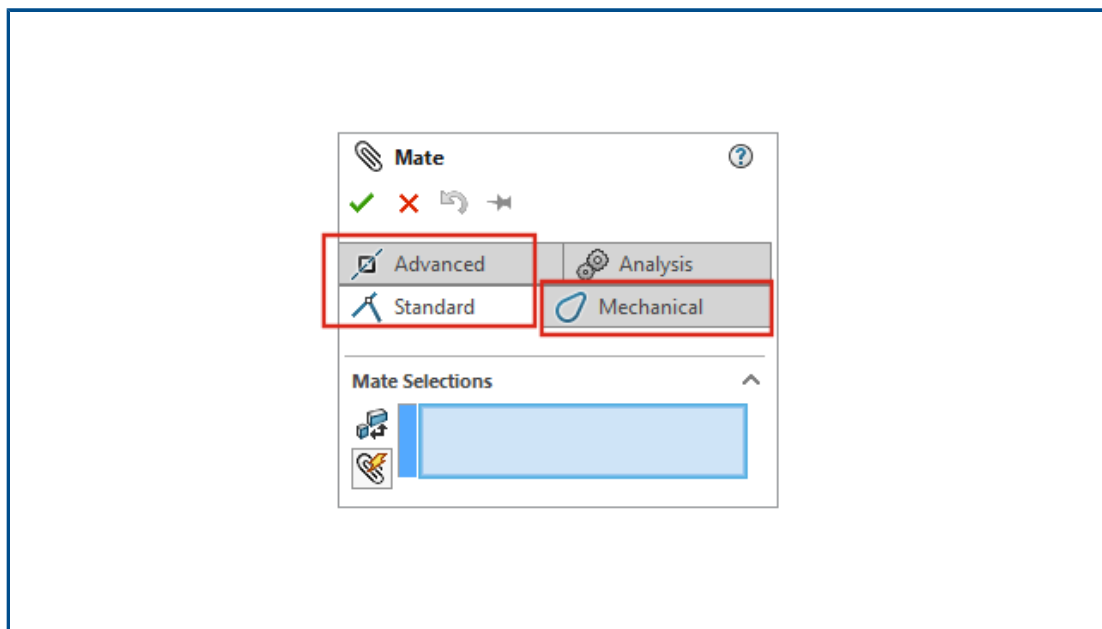 Mate ?
Advanced Analysis
Standard Mechanical
Mate Selections